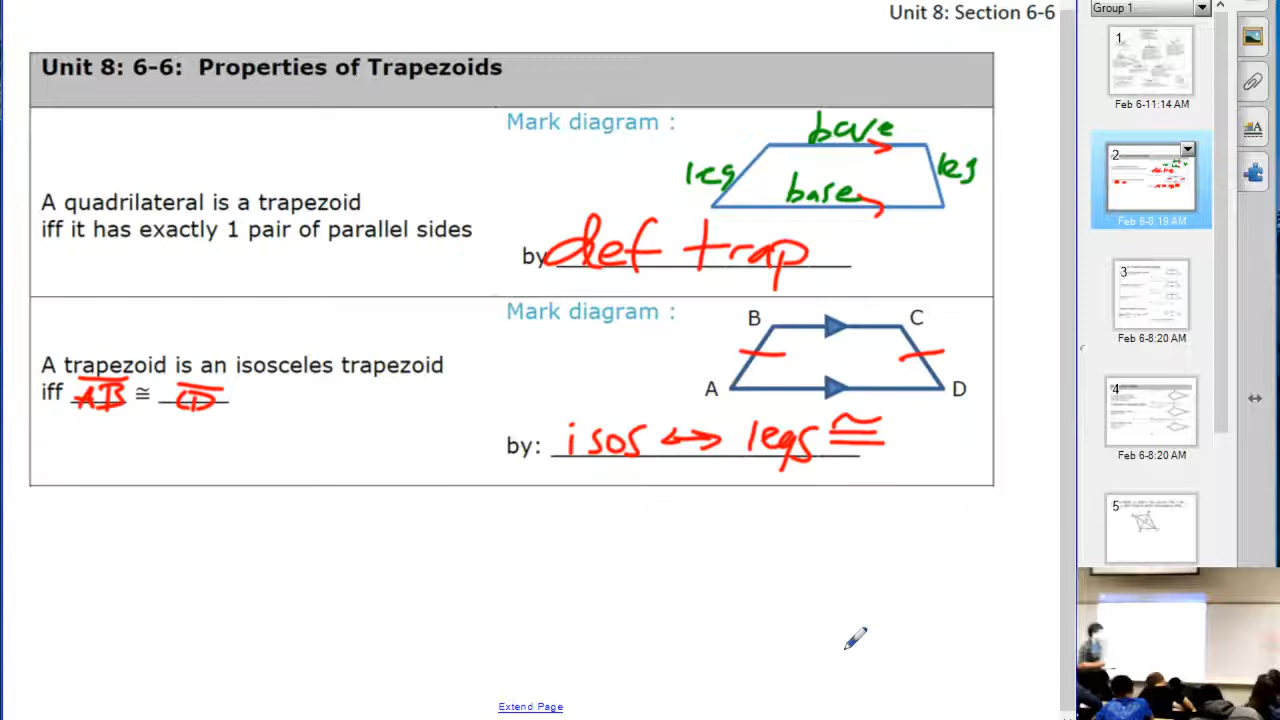 Unit 8: Section 6-6
Unit 8: 6-6: Properties of Trapezoids
A quadrilateral is a trapezoid
iff it has exactly 1 pair of parallel sides
Mark diagram :
base
leg
leg
base
by def trap
A trapezoid is an isosceles trapezoid
iff AB ≅ CD
Mark diagram :
B C
A D
by: isos ↔ legs ≅
Extend Page
Group 1
1
Feb 6-11:14 AM
2
Feb 6-8:19 AM
3
Feb 6-8:20 AM
4
Feb 6-8:20 AM
5